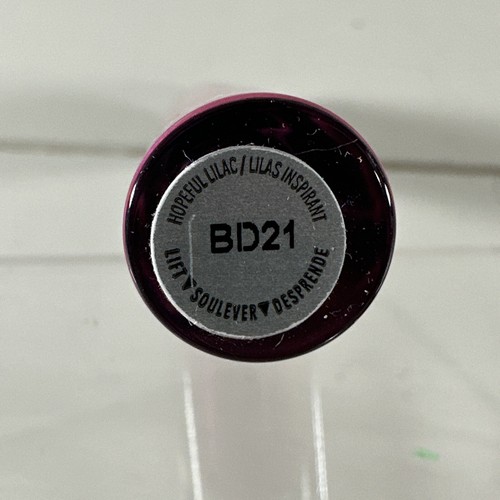 HOPEFUL LILAC / LILAS INSPIRANT
BD21
LIFT▼SOULEVER▼DESPRENDE